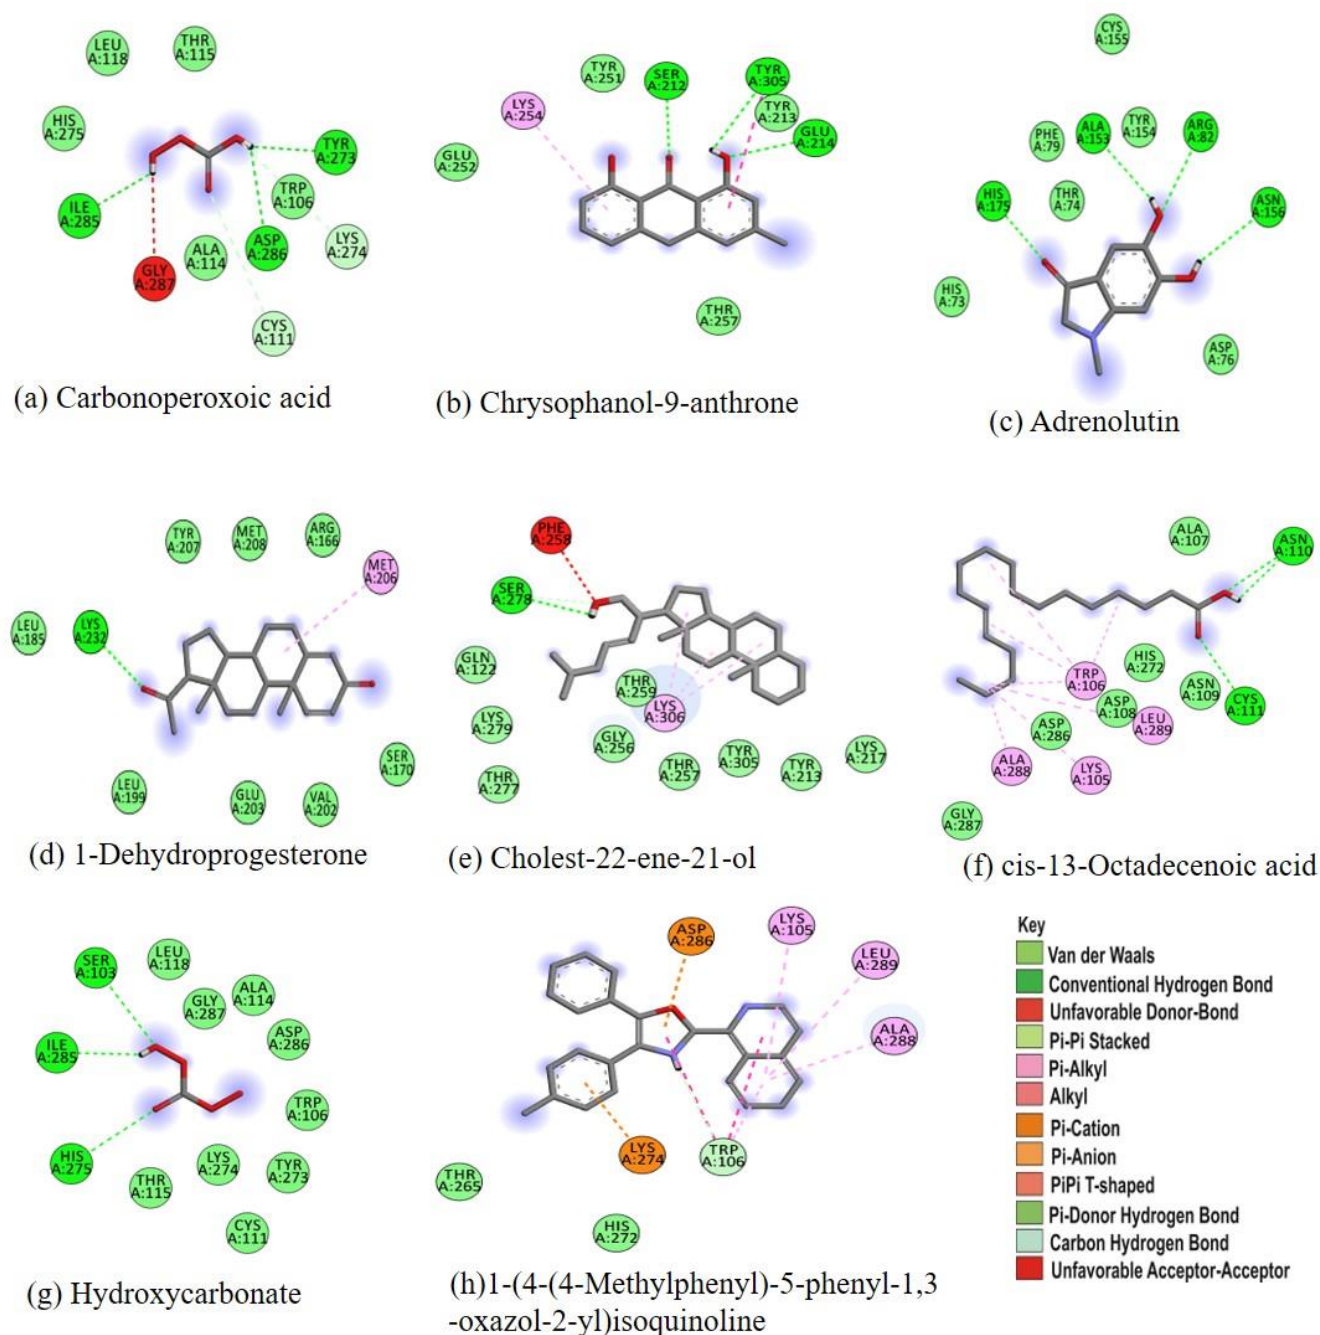 LEU
A:118
THR
A:115
HIS
A:275
TYR
A:273
TRP
A:106
ILE
A:285
ASP
A:286
LYS
A:274
ALA
A:114
GLY
A:287
CYS
A:111
(a) Carbonoperoxoic acid
TYR
A:251
SER
A:212
TYR
A:305
LYS
A:254
TYR
A:213
GLU
A:214
GLU
A:252
THR
A:257
(b) Chrysophanol-9-anthrone
CYS
A:155
PHE
A:79
ALA
A:153
TYR
A:154
ARG
A:82
HIS
A:175
THR
A:74
ASN
A:156
HIS
A:73
ASP
A:76
(c) Adrenolutin
TYR
A:207
MET
A:208
ARG
A:166
MET
A:206
LEU
A:185
LYS
A:232
SER
A:170
LEU
A:199
GLU
A:203
VAL
A:202
(d) 1-Dehydroprogesterone
PHE
A:258
SER
A:278
GLN
A:122
THR
A:259
LYS
A:306
LYS
A:279
GLY
A:256
THR
A:257
TYR
A:305
TYR
A:213
LYS
A:217
THR
A:277
(e) Cholest-22-ene-21-ol
ALA
A:107
ASN
A:110
HIS
A:272
TRP
A:106
ASN
A:109
ASP
A:108
CYS
A:111
ASP
A:286
LEU
A:289
ALA
A:288
LYS
A:105
GLY
A:287
(f) cis-13-Octadecenoic acid
SER
A:103
LEU
A:118
GLY
A:287
ALA
A:114
ILE
A:285
ASP
A:286
TRP
A:106
HIS
A:275
THR
A:115
LYS
A:274
TYR
A:273
CYS
A:111
(g) Hydroxycarbonate
ASP
A:286
LYS
A:105
LEU
A:289
ALA
A:288
LYS
A:274
TRP
A:106
THR
A:265
HIS
A:272
(h)1-(4-(4-Methylphenyl)-5-phenyl-1,3
-oxazol-2-yl)isoquinoline
Key
Van der Waals
Conventional Hydrogen Bond
Unfavorable Donor-Bond
Pi-Pi Stacked
Pi-Alkyl
Alkyl
Pi-Cation
Pi-Anion
PiPi T-shaped
Pi-Donor Hydrogen Bond
Carbon Hydrogen Bond
Unfavorable Acceptor-Acceptor